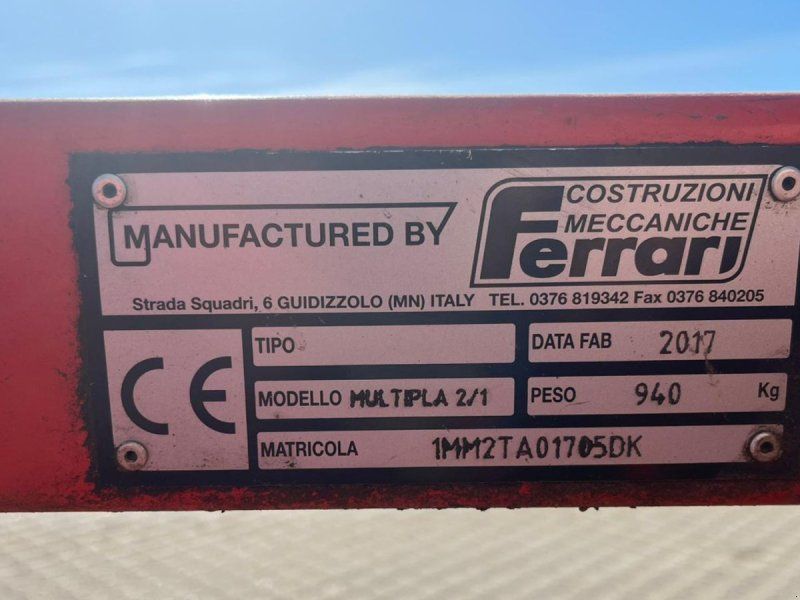 MANUFACTURED BY
COSTRUZIONI
MECCANICHE
Ferrari
Strada Squadri, 6 GUIDIZZOLO (MN) ITALY TEL. 0376 819342 Fax 0376 840205
CE
TIPO
DATA FAB 2017
MODELLO MULTIPLA 2/1
PESO 940 Kg
MATRICOLA 1MM2TA01705DK